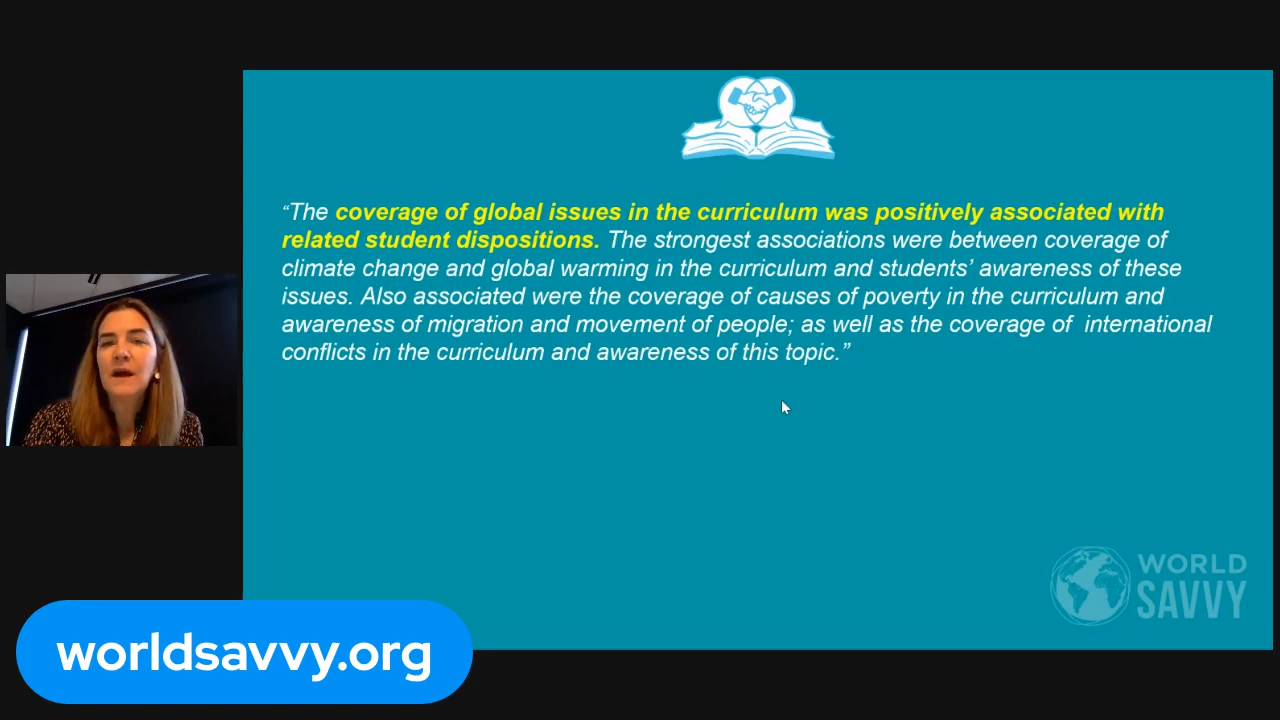 “The coverage of global issues in the curriculum was positively associated with
related student dispositions. The strongest associations were between coverage of
climate change and global warming in the curriculum and students’ awareness of these
issues. Also associated were the coverage of causes of poverty in the curriculum and
awareness of migration and movement of people; as well as the coverage of  international
conflicts in the curriculum and awareness of this topic.”
WORLD
SAVVY
worldsavvy.org